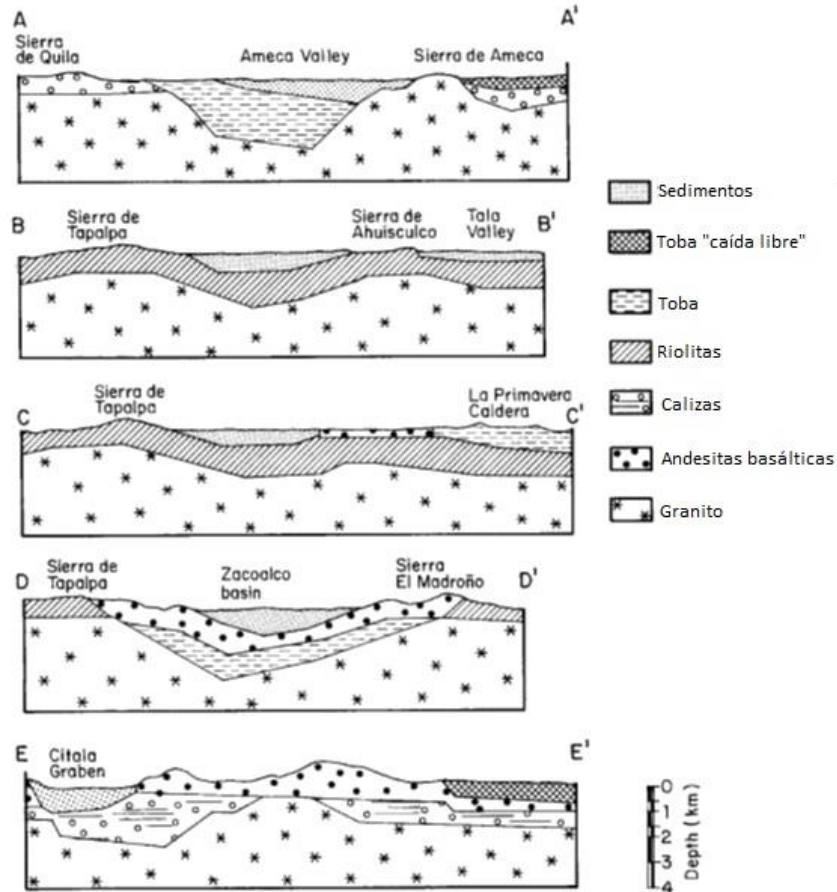 A A'
Sierra de Quila
Ameca Valley
Sierra de Ameca
B B'
Sierra de Tapalpa
Sierra de Ahuisculco
Tala Valley
C C'
Sierra de Tapalpa
La Primavera Caldera
D D'
Sierra de Tapalpa
Zacoalco basin
Sierra El Madroño
E E'
Citala Graben
Sedimentos
Toba "caída libre"
Toba
Riolitas
Calizas
Andesitas basálticas
Granito
0
1
2
3
4
Depth (km)